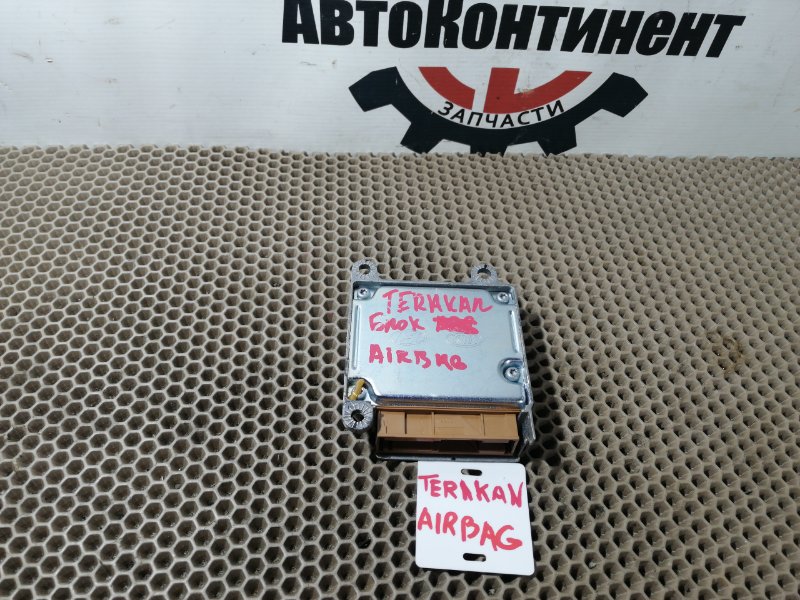 АвтоКонтинент
ЗАПЧАСТИ
TERAKAN
Блок
AIRBAG
TERAKAN
AIRBAG